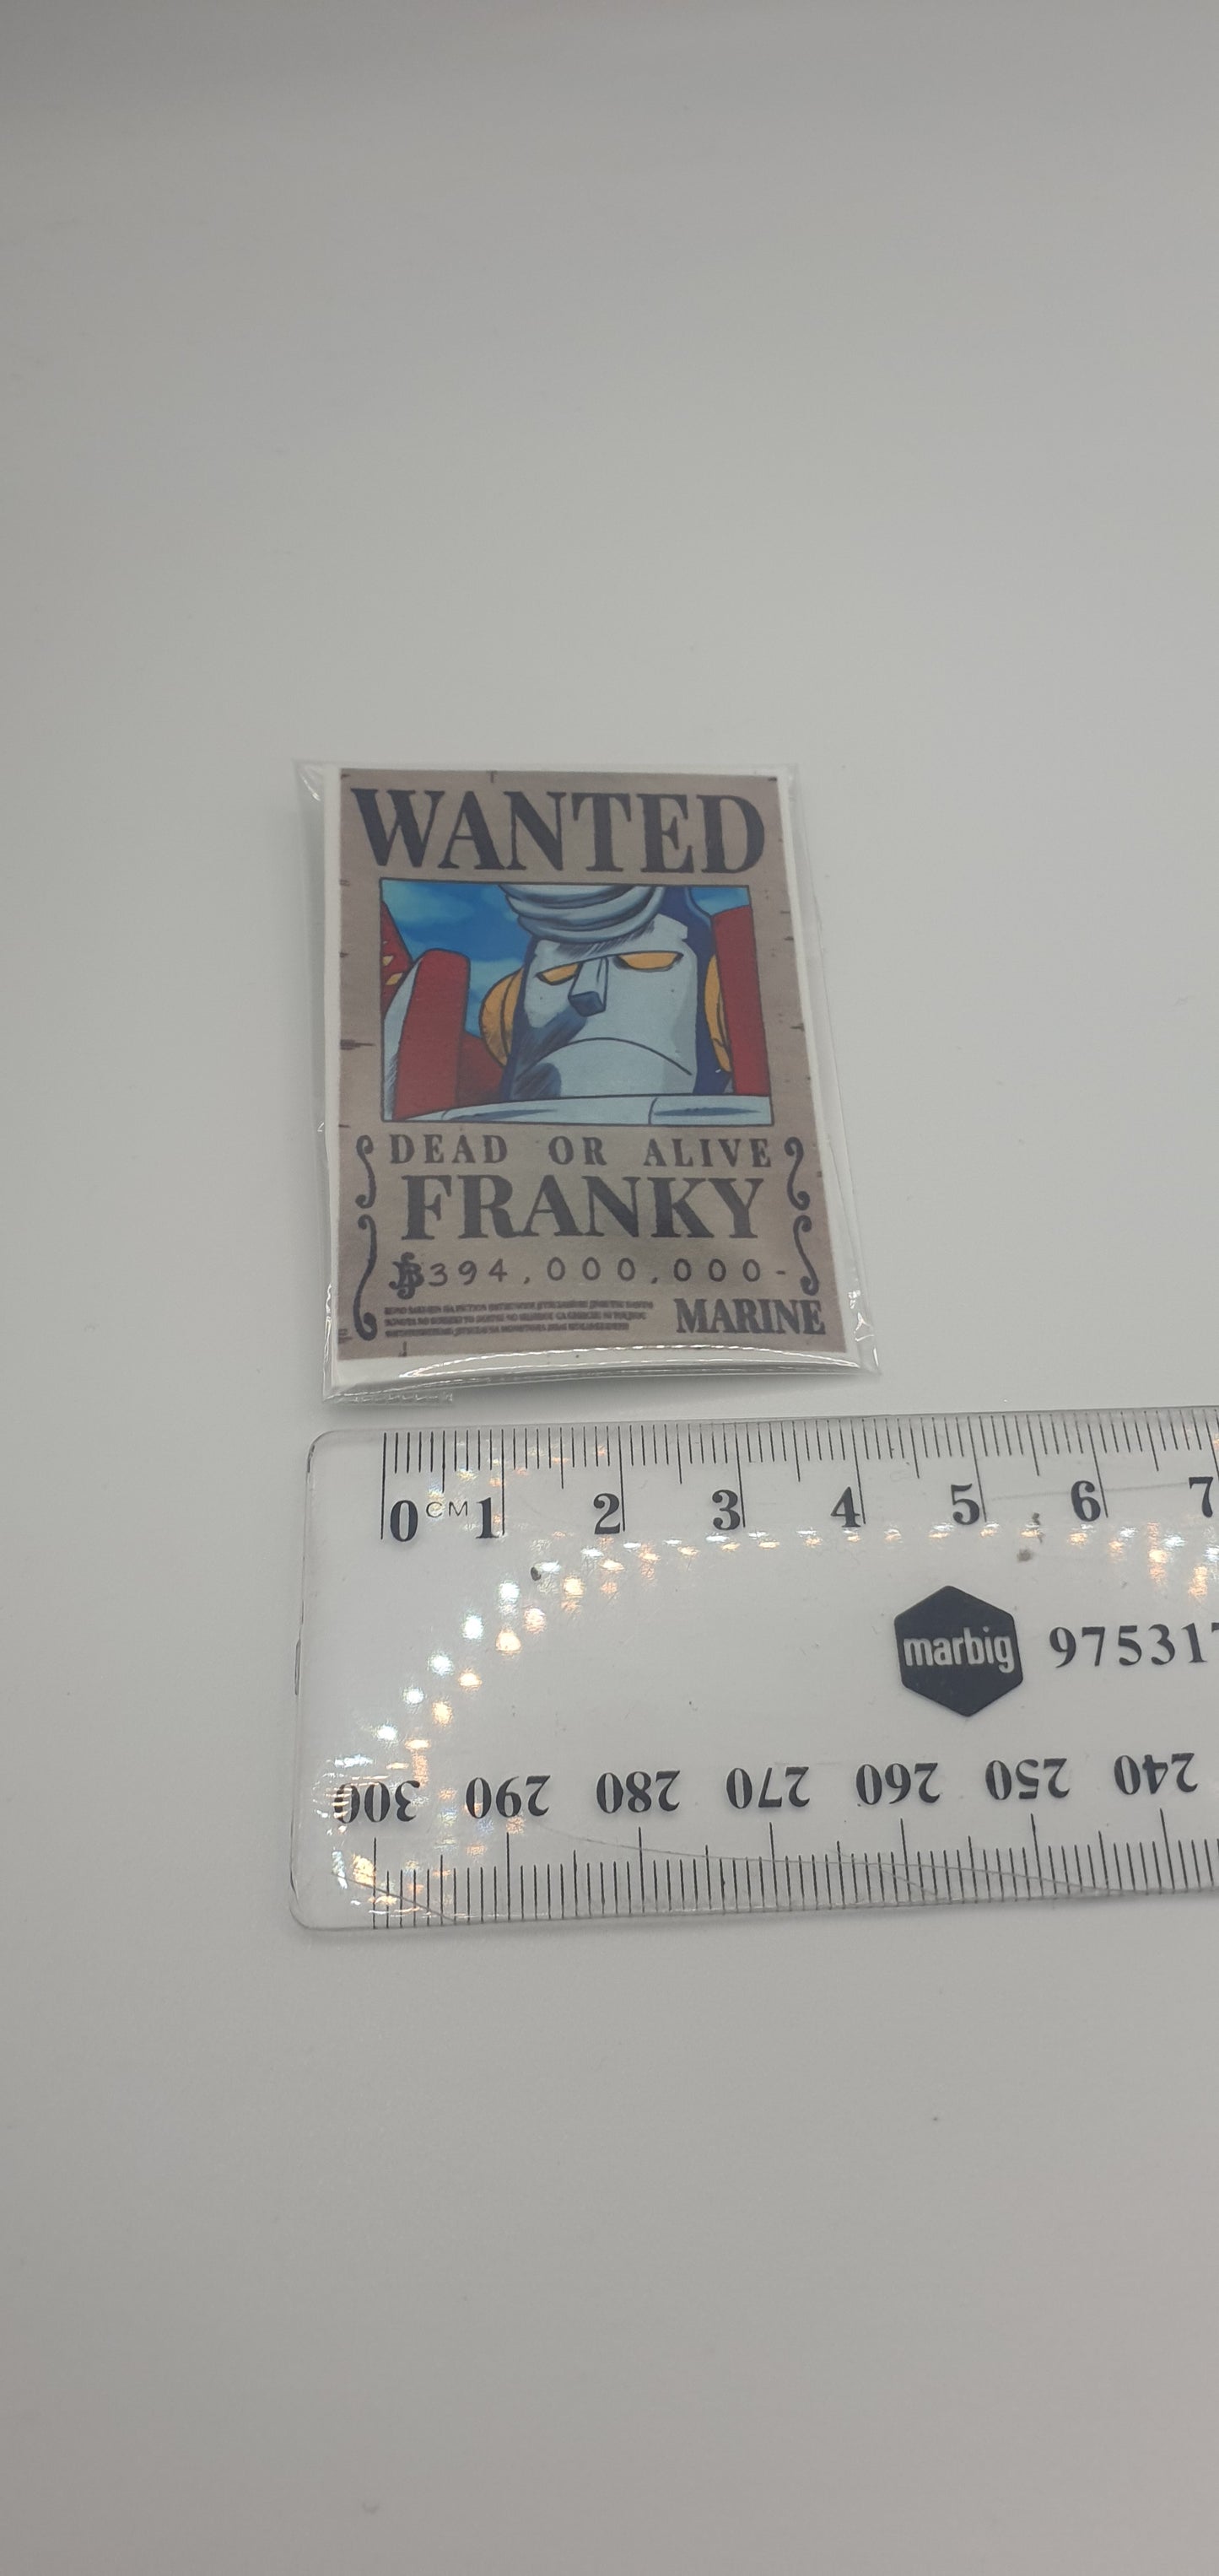 WANTED
DEAD OR ALIVE
FRANKY
฿394,000,000-
MARINE
0 CM 1 2 3 4 5 6 7
marbig 97531
300 290 280 270 260 250 240